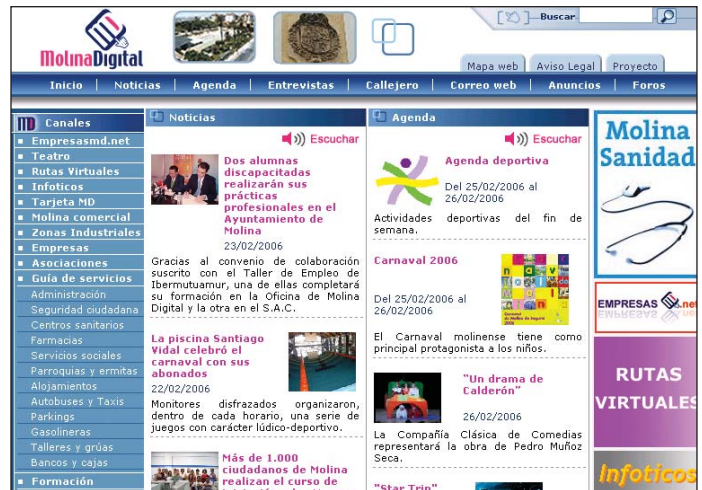 Buscar
MolinaDigital
Mapa web
Aviso Legal
Proyecto
Inicio | Noticias | Agenda | Entrevistas | Callejero | Correo web | Anuncios | Foros
Canales
Empresasmd.net
Teatro
Rutas Virtuales
Infoticos
Tarjeta MD
Molina comercial
Zonas Industriales
Empresas
Asociaciones
Guía de servicios
Administración
Seguridad ciudadana
Centros sanitarios
Farmacias
Servicios sociales
Parroquias y ermitas
Alojamientos
Autobuses y Taxis
Parkings
Gasolineras
Talleres y grúas
Bancos y cajas
Formación
Noticias
Escuchar
Dos alumnas
discapacitadas
realizarán sus
prácticas
profesionales en el
Ayuntamiento de
Molina
23/02/2006
Gracias al convenio de colaboración
suscrito con el Taller de Empleo de
Ibermutuamur, una de ellas completará
su formación en la Oficina de Molina
Digital y la otra en el S.A.C.
La piscina Santiago
Vidal celebró el
carnaval con sus
abonados
22/02/2006
Monitores disfrazados organizaron,
dentro de cada horario, una serie de
juegos con carácter lúdico-deportivo.
Más de 1.000
ciudadanos de Molina
realizan el curso de
Agenda
Escuchar
Agenda deportiva
Del 25/02/2006 al
26/02/2006
Actividades deportivas del fin de
semana.
Carnaval 2006
Del 25/02/2006 al
26/02/2006
El Carnaval molinense tiene como
principal protagonista a los niños.
"Un drama de
Calderón"
26/02/2006
La Compañía Clásica de Comedias
representará la obra de Pedro Muñoz
Seca.
"Star Trip"
Molina
Sanidad
EMPRESAS
.net
RUTAS
VIRTUALES
Infoticos